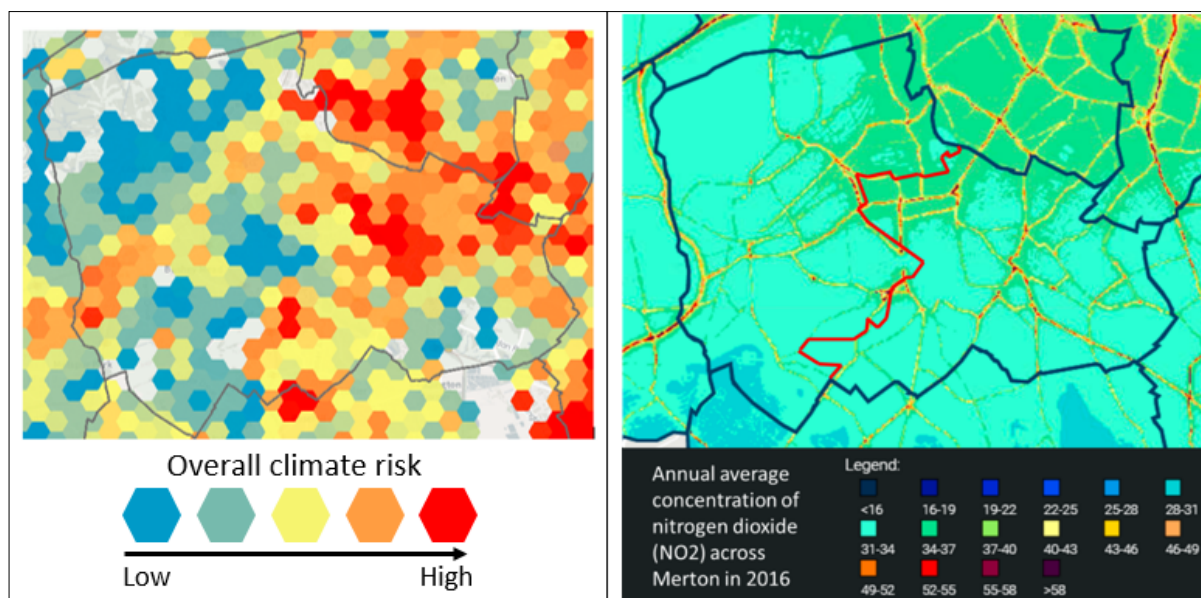 Overall climate risk
Low
High
Annual average
concentration of
nitrogen dioxide
(NO2) across
Merton in 2016
Legend:
<16
16-19
19-22
22-25
25-28
28-31
31-34
34-37
37-40
40-43
43-46
46-49
49-52
52-55
55-58
>58